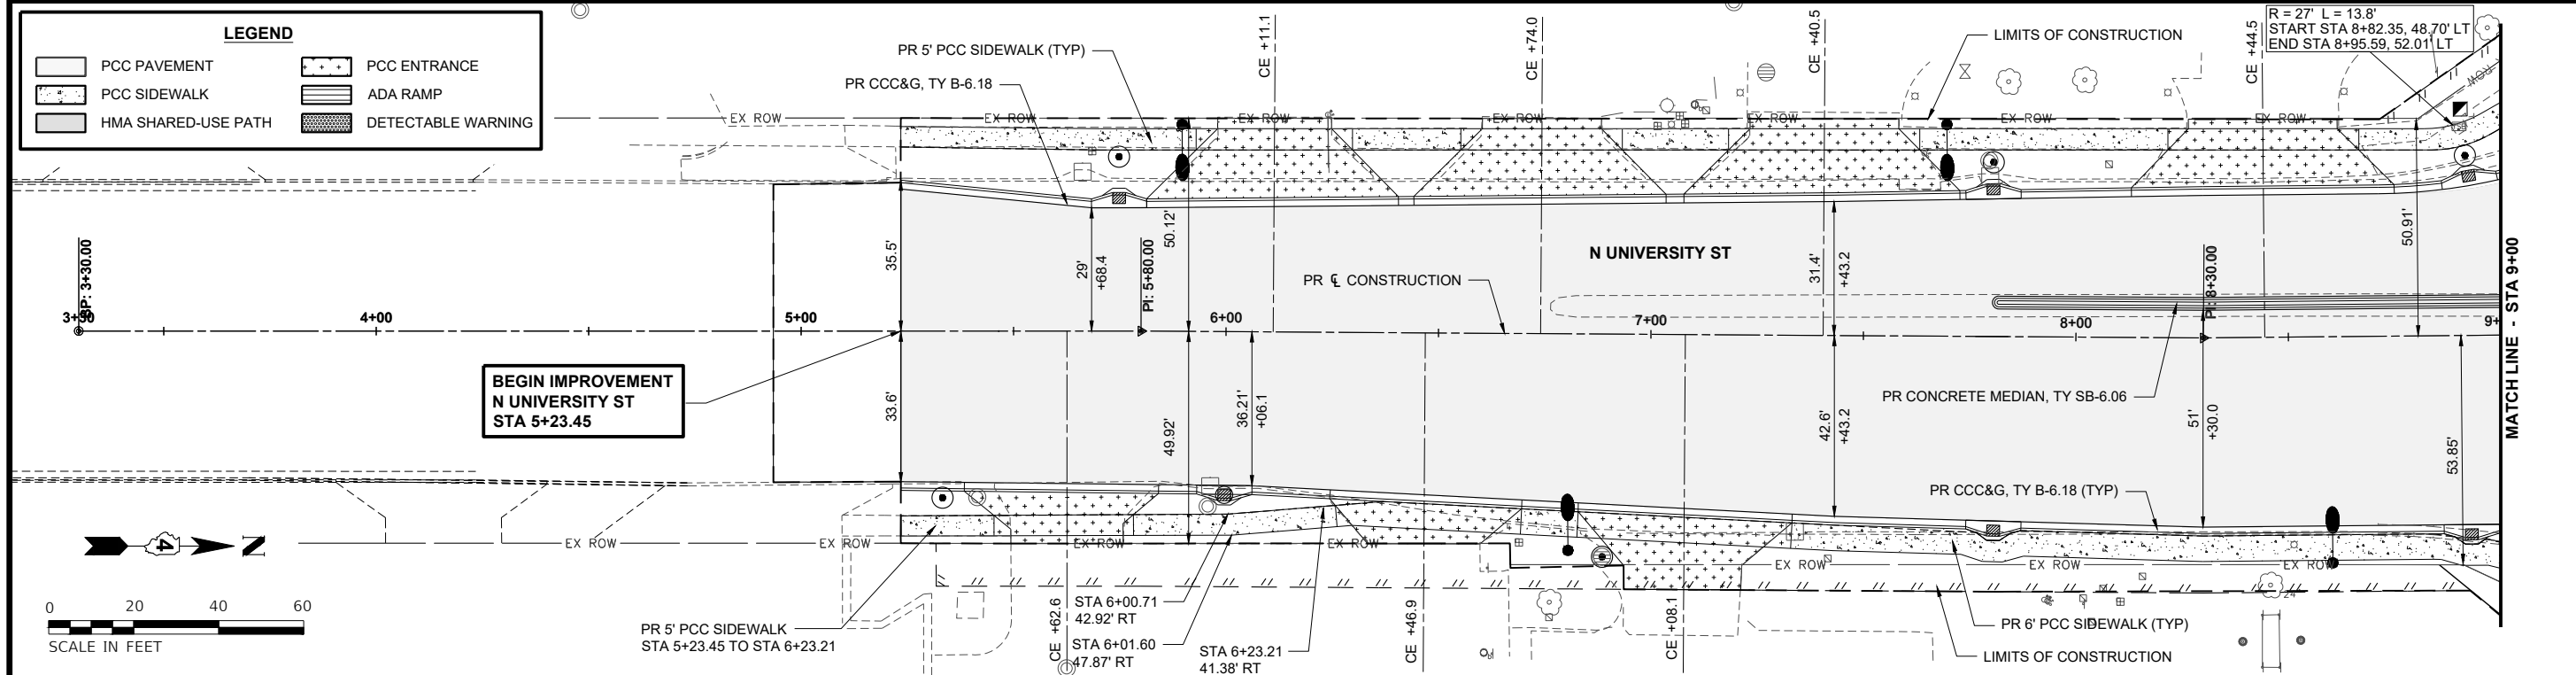 LEGEND
PCC PAVEMENT
PCC ENTRANCE
PCC SIDEWALK
ADA RAMP
HMA SHARED-USE PATH
DETECTABLE WARNING
PR 5' PCC SIDEWALK (TYP)
PR CCC&G, TY B-6.18
CE +11.1
CE +74.0
CE +40.5
CE +44.5
LIMITS OF CONSTRUCTION
R = 27' L = 13.8'
START STA 8+82.35, 48.70' LT
END STA 8+95.59, 52.01' LT
ROW
EX ROW
EX ROW
EX ROW
EX ROW
EX ROW
EX ROW
EX ROW
BP: 3+30.00
35.5'
29'
+68.4
PI: 5+80.00
50.12'
N UNIVERSITY ST
PR ℄ CONSTRUCTION
31.4'
+43.2
PI: 8+30.00
50.91'
MATCH LINE - STA 9+00
3+30
4+00
5+00
6+00
7+00
8+00
9+
BEGIN IMPROVEMENT
N UNIVERSITY ST
STA 5+23.45
33.6'
49.92'
36.21'
+06.1
42.6'
+43.2
PR CONCRETE MEDIAN, TY SB-6.06
51'
+30.0
53.85'
PR CCC&G, TY B-6.18 (TYP)
4
EX ROW
EX ROW
EX ROW
EX ROW
EX ROW
EX ROW
EX ROW
24
0 20 40 60
SCALE IN FEET
PR 5' PCC SIDEWALK
STA 5+23.45 TO STA 6+23.21
CE +62.6
STA 6+00.71
42.92' RT
STA 6+01.60
47.87' RT
STA 6+23.21
41.38' RT
CE +46.9
CE +08.1
PR 6' PCC SIDEWALK (TYP)
LIMITS OF CONSTRUCTION